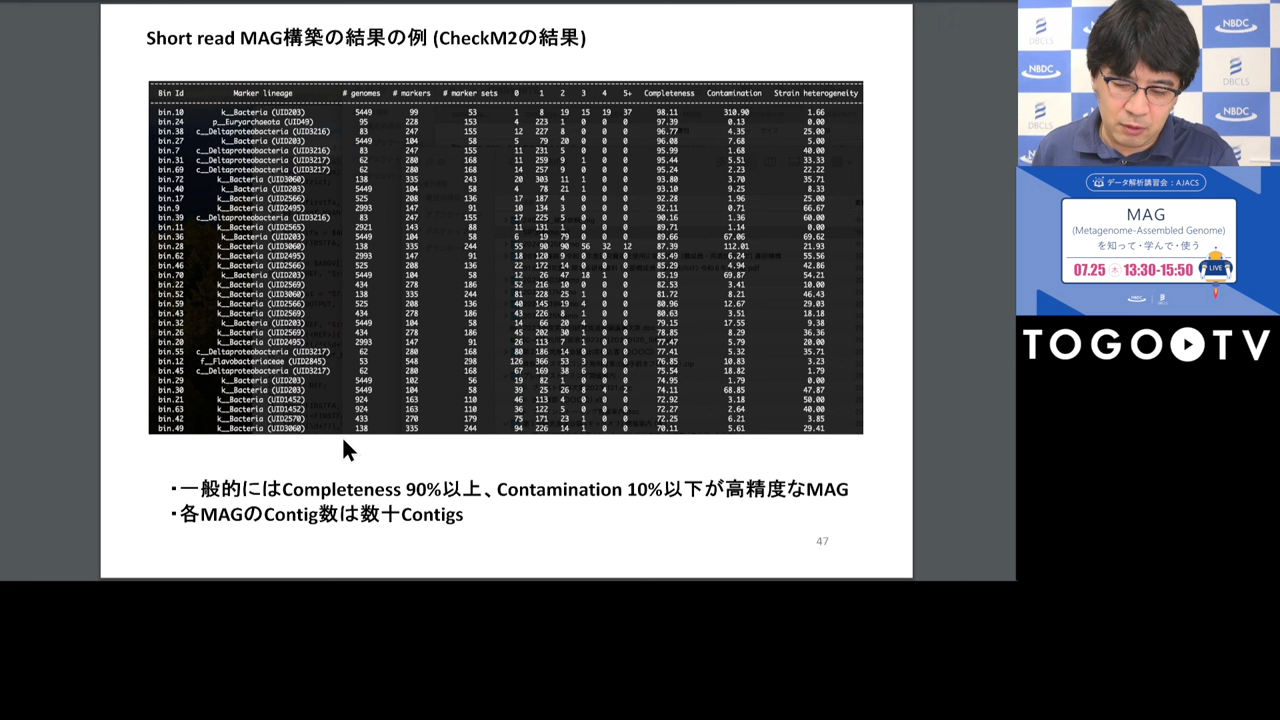 Short read MAG構築の結果の例 (CheckM2の結果)
Bin Id Marker lineage # genomes # markers # marker sets 0 1 2 3 4 5+ Completeness Contamination Strain heterogeneity
bin.10 k__Bacteria (UID203) 5449 99 53 1 8 19 15 19 37 98.11 310.90 1.66
bin.24 p__Euryarchaeota (UID49) 95 228 153 4 223 1 0 0 0 97.39 0.13 0.00
bin.38 c__Deltaproteobacteria (UID3216) 83 247 155 12 227 8 0 0 0 96.77 4.35 25.00
bin.27 k__Bacteria (UID203) 5449 104 58 5 79 20 0 0 0 96.08 7.68 5.00
bin.7 c__Deltaproteobacteria (UID3216) 83 247 155 11 231 5 0 0 0 95.99 1.68 40.00
bin.31 c__Deltaproteobacteria (UID3217) 62 280 168 11 259 9 1 0 0 95.44 5.51 33.33
bin.69 c__Deltaproteobacteria (UID3217) 62 280 168 14 257 9 0 0 0 95.24 2.23 22.22
bin.72 k__Bacteria (UID3060) 138 335 243 20 303 11 1 0 0 93.80 3.70 35.71
bin.40 k__Bacteria (UID203) 5449 104 58 4 78 21 1 0 0 93.10 9.25 8.33
bin.17 k__Bacteria (UID2566) 525 208 136 17 187 4 0 0 0 92.28 1.96 25.00
bin.9 k__Bacteria (UID2495) 2993 147 91 10 134 3 0 0 0 92.11 0.71 66.67
bin.39 c__Deltaproteobacteria (UID3216) 83 247 155 17 225 5 0 0 0 90.16 1.36 60.00
bin.11 k__Bacteria (UID2565) 2921 143 88 11 131 1 0 0 0 89.71 1.14 0.00
bin.36 k__Bacteria (UID203) 5449 104 58 6 19 79 0 0 0 89.66 67.06 69.62
bin.28 k__Bacteria (UID3060) 138 335 244 55 90 90 56 32 12 87.39 112.01 21.93
bin.62 k__Bacteria (UID2495) 2993 147 91 18 120 9 0 0 0 85.49 6.24 55.56
bin.46 k__Bacteria (UID2566) 525 208 136 22 172 14 0 0 0 85.29 4.94 42.86
bin.70 k__Bacteria (UID203) 5449 104 58 12 26 47 18 1 0 85.19 69.87 54.21
bin.22 k__Bacteria (UID2569) 434 278 186 52 216 10 0 0 0 82.53 3.41 10.00
bin.52 k__Bacteria (UID3060) 138 335 244 81 228 25 1 0 0 81.72 8.21 46.43
bin.59 k__Bacteria (UID2566) 525 208 136 40 145 19 4 0 0 80.96 12.67 29.03
bin.43 k__Bacteria (UID2569) 434 278 186 43 226 8 1 0 0 80.63 3.51 18.18
bin.32 k__Bacteria (UID203) 5449 104 58 14 66 20 4 0 0 79.15 17.55 9.38
bin.26 k__Bacteria (UID2569) 434 278 186 45 202 30 1 0 0 78.85 8.29 36.36
bin.20 k__Bacteria (UID2495) 2993 147 91 26 113 7 1 0 0 77.47 5.79 20.00
bin.55 c__Deltaproteobacteria (UID3217) 62 280 168 80 186 14 0 0 0 77.41 5.32 35.71
bin.12 f__Flavobacteriaceae (UID2845) 53 548 298 126 366 53 3 0 0 76.85 10.83 3.23
bin.45 c__Deltaproteobacteria (UID3217) 62 280 168 67 169 38 6 0 0 75.54 18.82 1.79
bin.29 k__Bacteria (UID203) 5449 102 56 19 82 1 0 0 0 74.95 1.79 0.00
bin.30 k__Bacteria (UID203) 5449 104 58 39 25 26 8 4 2 74.11 68.85 47.87
bin.21 k__Bacteria (UID1452) 924 163 110 46 113 4 0 0 0 72.92 3.18 50.00
bin.63 k__Bacteria (UID1452) 924 163 110 36 122 5 0 0 0 72.27 2.64 40.00
bin.42 k__Bacteria (UID2570) 433 270 179 75 171 23 1 0 0 72.25 6.21 3.85
bin.49 k__Bacteria (UID3060) 138 335 244 94 226 14 1 0 0 70.11 5.61 29.41
・一般的にはCompleteness 90%以上、Contamination 10%以下が高精度なMAG
・各MAGのContig数は数十Contigs
47
DBCLS
NBDC
NBDC
DBCLS
データ解析講習会:AJACS
MAG
(Metagenome-Assembled Genome)
を知って・学んで・使う
07.25 木 13:30-15:50
LIVE
TOGO TV